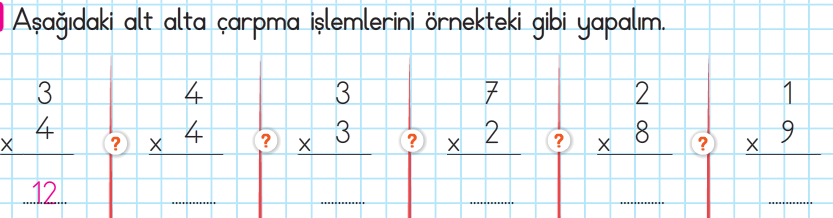 Aşağıdaki alt alta çarpma işlemlerini örnekteki gibi yapalım.
3 4 3 7 2 1
x 4 ? x 4 ? x 3 ? x 2 ? x 8 ? x 9
12 ............ ............ ............ ............ ............